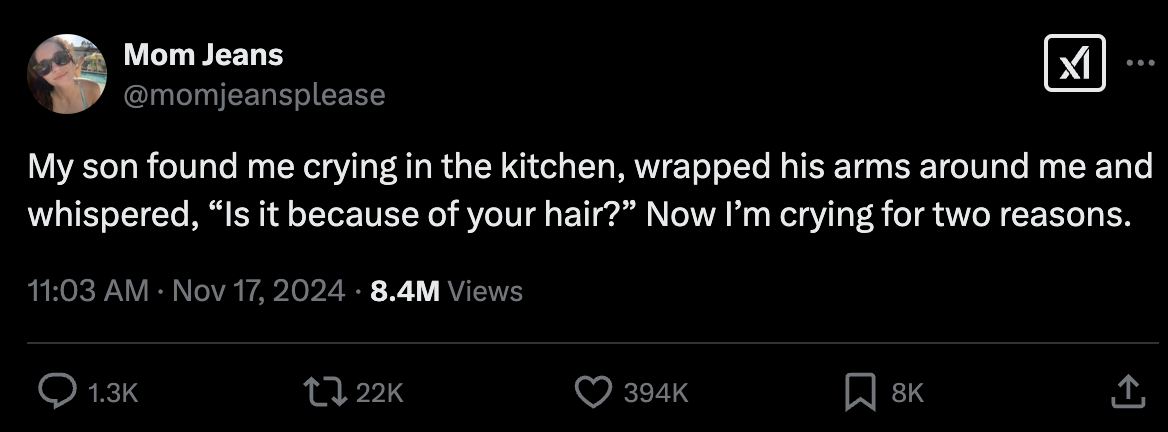 Mom Jeans
@momjeansplease
My son found me crying in the kitchen, wrapped his arms around me and
whispered, “Is it because of your hair?” Now I’m crying for two reasons.
11:03 AM · Nov 17, 2024 · 8.4M Views
1.3K 22K 394K 8K